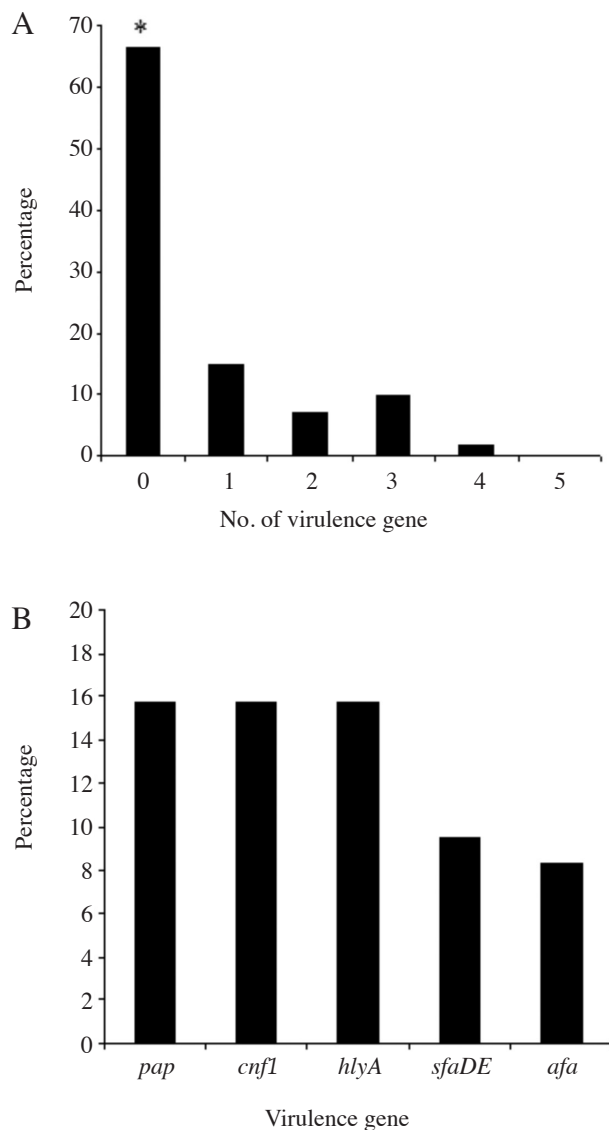 A
*
70
60
50
40
30
20
10
0
Percentage
0 1 2 3 4 5
No. of virulence gene
B
20
18
16
14
12
10
8
6
4
2
0
Percentage
pap cnf1 hlyA sfaDE afa
Virulence gene